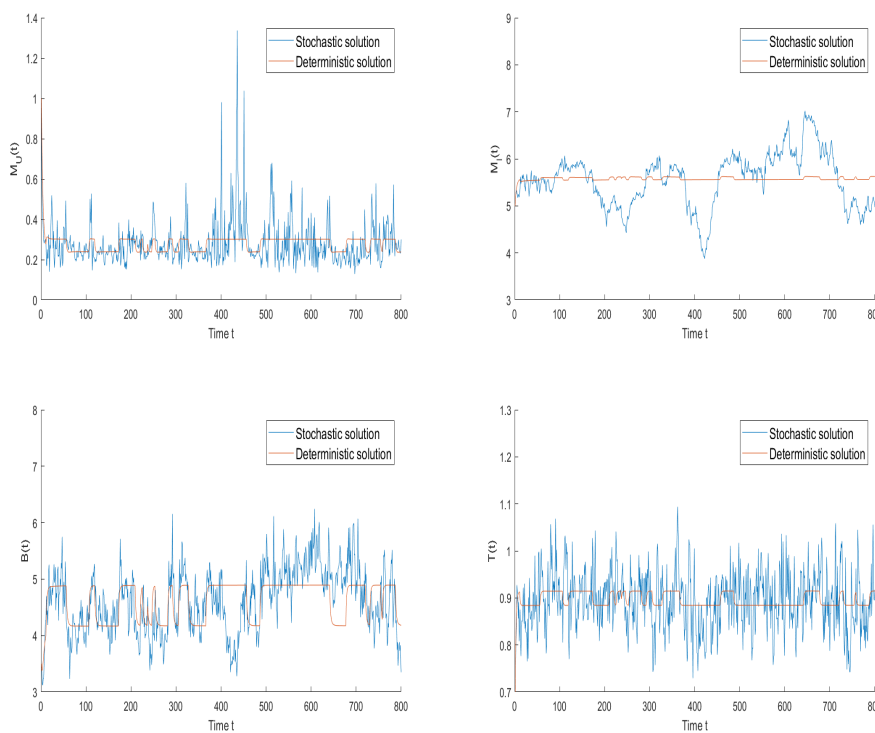 1.4
1.2
1
0.8
0.6
0.4
0.2
0
M_U(t)
Stochastic solution
Deterministic solution
0 100 200 300 400 500 600 700 800
Time t
9
8
7
6
5
4
3
M_i(t)
Stochastic solution
Deterministic solution
0 100 200 300 400 500 600 700 800
Time t
8
7
6
5
4
3
B(t)
Stochastic solution
Deterministic solution
0 100 200 300 400 500 600 700 800
Time t
1.3
1.2
1.1
1
0.9
0.8
0.7
T(t)
Stochastic solution
Deterministic solution
0 100 200 300 400 500 600 700 800
Time t